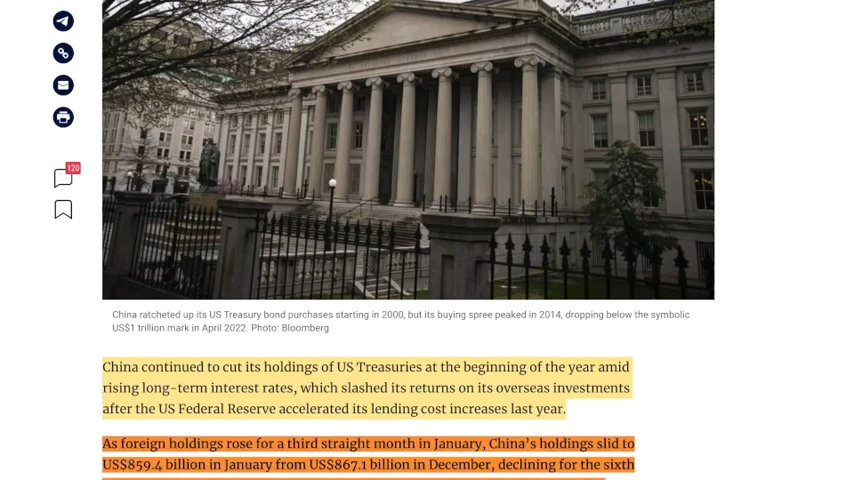 120
China ratcheted up its US Treasury bond purchases starting in 2000, but its buying spree peaked in 2014, dropping below the symbolic
US$1 trillion mark in April 2022. Photo: Bloomberg
China continued to cut its holdings of US Treasuries at the beginning of the year amid
rising long-term interest rates, which slashed its returns on its overseas investments
after the US Federal Reserve accelerated its lending cost increases last year.
As foreign holdings rose for a third straight month in January, China’s holdings slid to
US$859.4 billion in January from US$867.1 billion in December, declining for the sixth